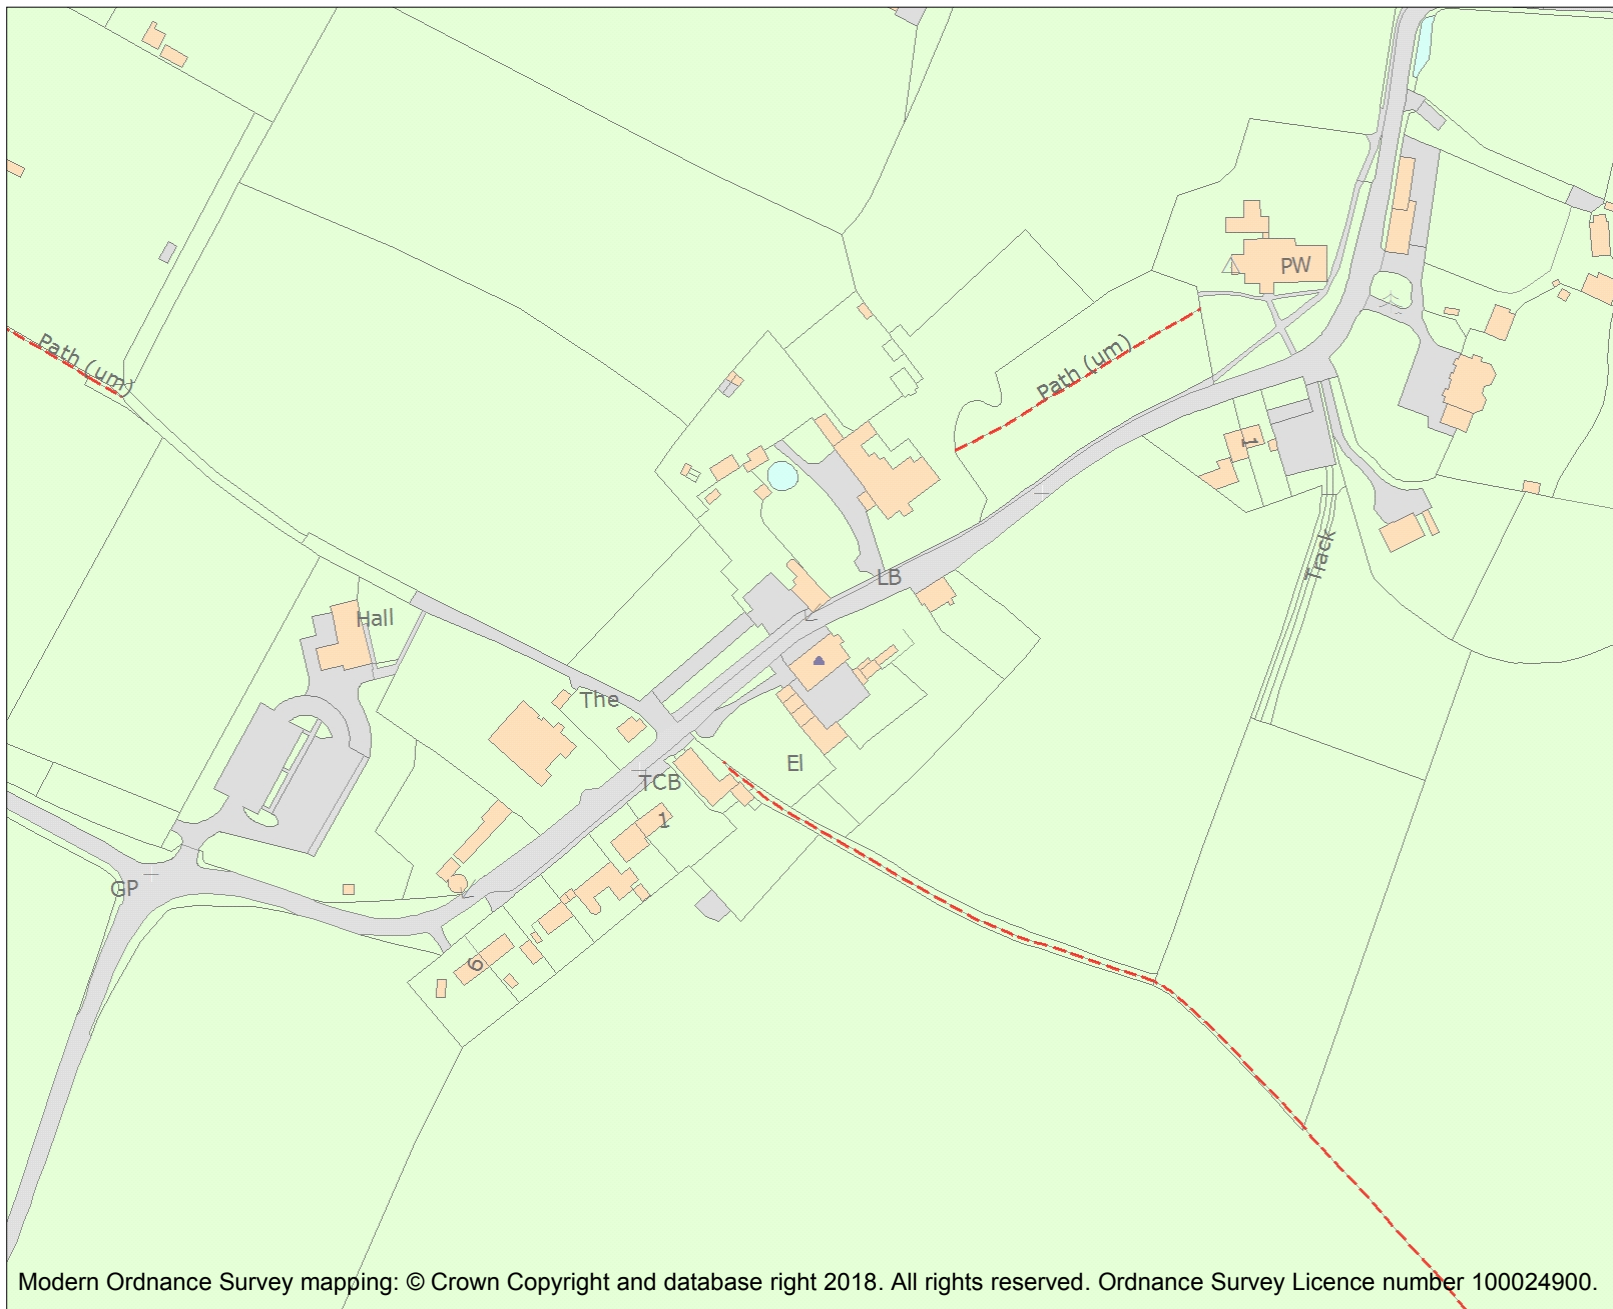 PW
Path (um)
Path (um)
1
Track
LB
Hall
The
El
TCB
1
GP
6
Modern Ordnance Survey mapping: © Crown Copyright and database right 2018. All rights reserved. Ordnance Survey Licence number 100024900.